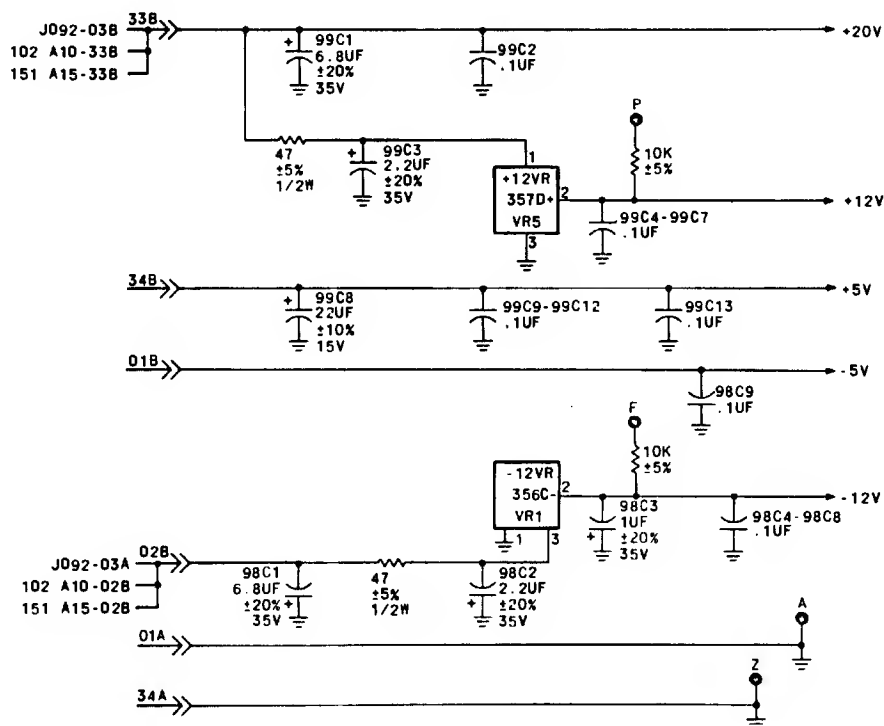 33B
J092-03B
102 A10-33B
151 A15-33B
+20V
+
99C1
6.8UF
±20%
35V
99C2
.1UF
47
±5%
1/2W
+
99C3
2.2UF
±20%
35V
1
+12VR
357D+
VR5
2
3
P
10K
±5%
99C4-99C7
.1UF
+12V
34B
+
99C8
22UF
±10%
15V
99C9-99C12
.1UF
99C13
.1UF
+5V
01B
98C9
.1UF
-5V
F
10K
±5%
-12VR
356C-
VR1
2
1
3
98C3
1UF
±20%
35V
+
98C4-98C8
.1UF
-12V
02B
J092-03A
102 A10-02B
151 A15-02B
98C1
6.8UF
±20%
35V
+
47
±5%
1/2W
98C2
2.2UF
±20%
35V
+
A
01A
Z
34A